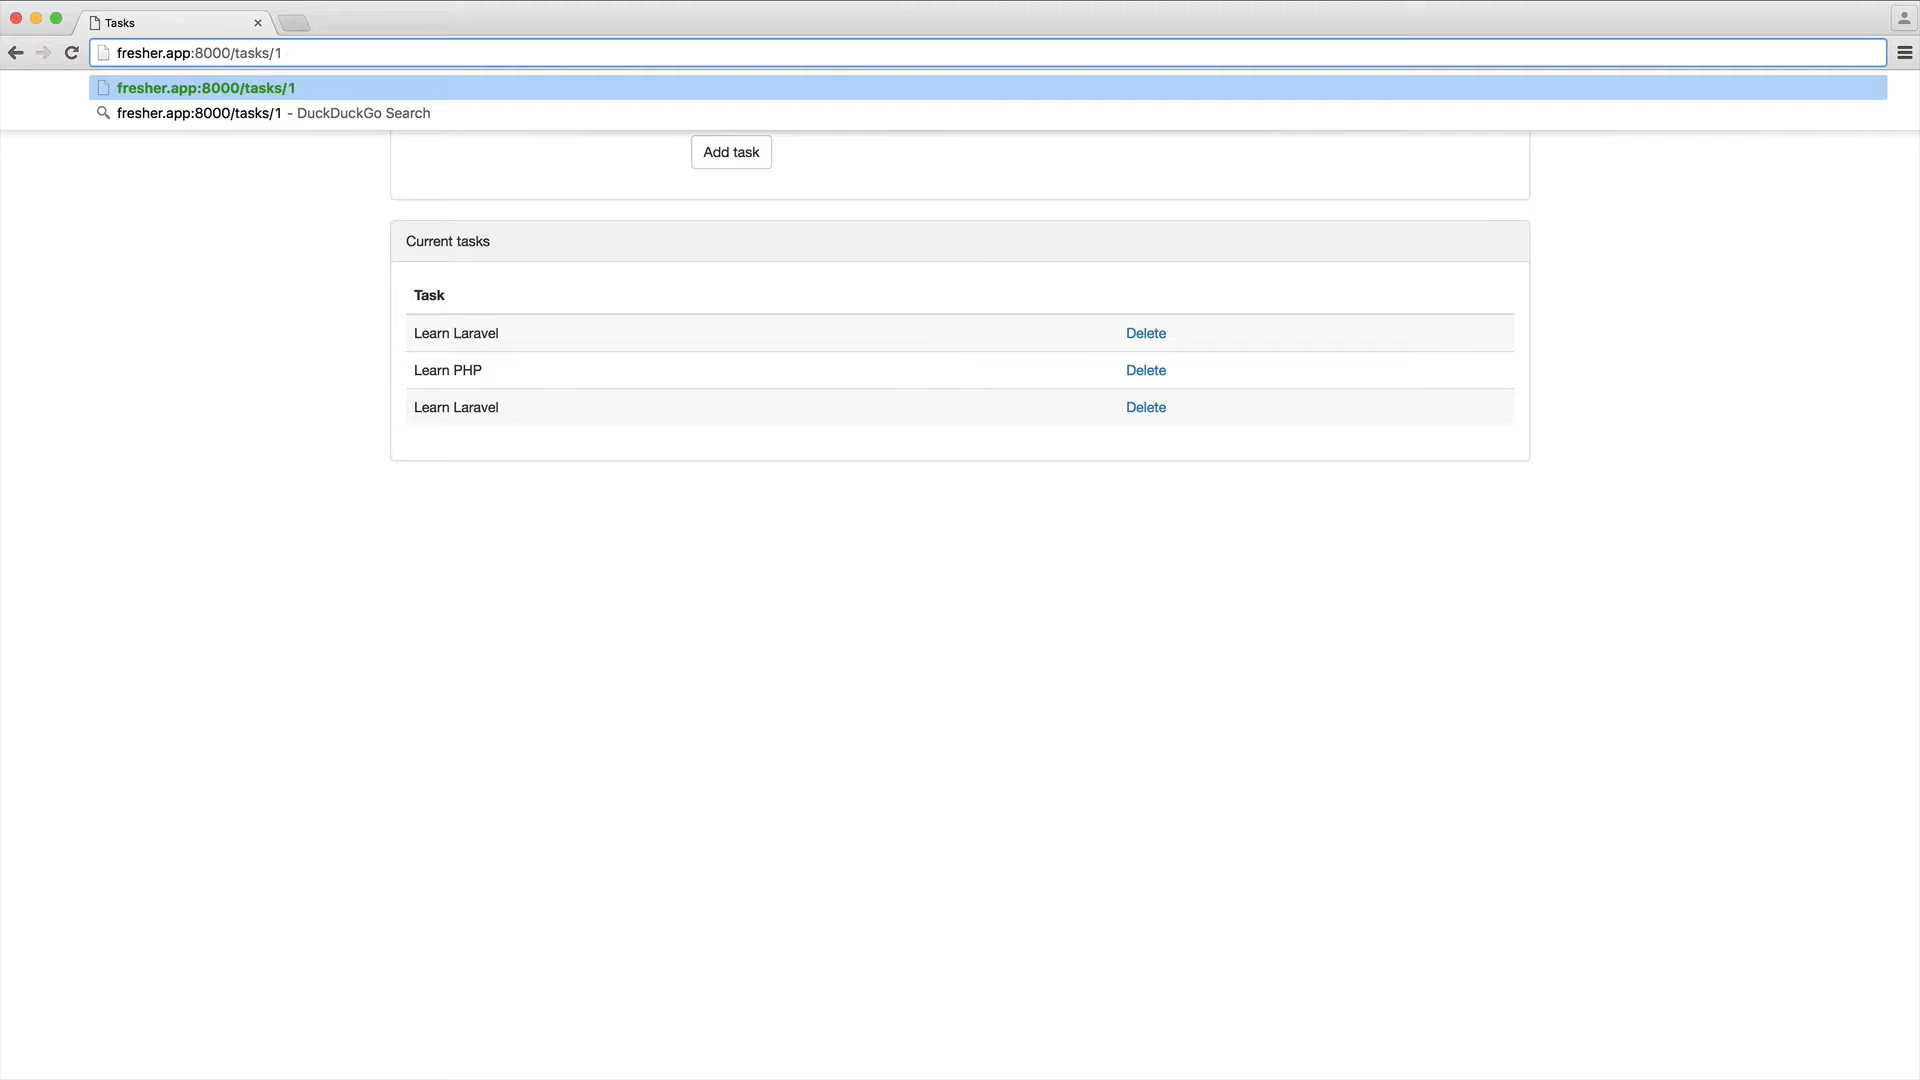 Tasks
fresher.app:8000/tasks/1
fresher.app:8000/tasks/1
fresher.app:8000/tasks/1 - DuckDuckGo Search
Add task
Current tasks
Task
Learn Laravel Delete
Learn PHP Delete
Learn Laravel Delete